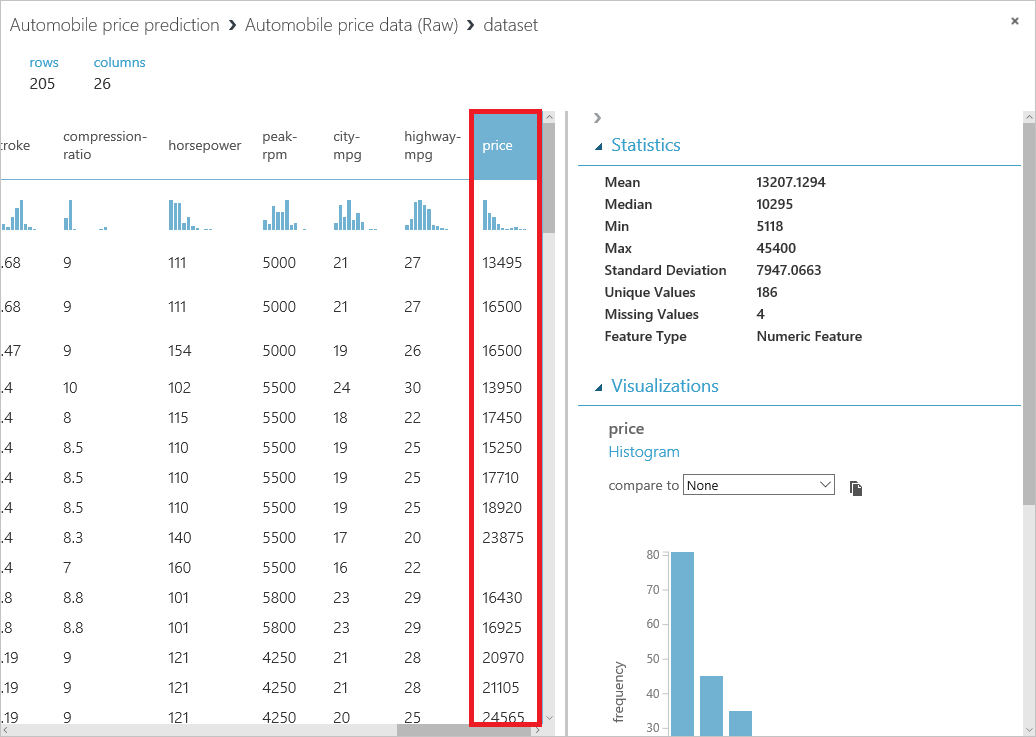 Automobile price prediction › Automobile price data (Raw) › dataset
rows columns
205 26
troke compression-ratio horsepower peak-rpm city-mpg highway-mpg price
.68 9 111 5000 21 27 13495
.68 9 111 5000 21 27 16500
.47 9 154 5000 19 26 16500
.4 10 102 5500 24 30 13950
.4 8 115 5500 18 22 17450
.4 8.5 110 5500 19 25 15250
.4 8.5 110 5500 19 25 17710
.4 8.5 110 5500 19 25 18920
.4 8.3 140 5500 17 20 23875
.4 7 160 5500 16 22
.8 8.8 101 5800 23 29 16430
.8 8.8 101 5800 23 29 16925
.19 9 121 4250 21 28 20970
.19 9 121 4250 21 28 21105
.19 9 121 4250 20 25 24565
Statistics
Mean 13207.1294
Median 10295
Min 5118
Max 45400
Standard Deviation 7947.0663
Unique Values 186
Missing Values 4
Feature Type Numeric Feature
Visualizations
price
Histogram
compare to None
80
70
60
50
40
30
frequency